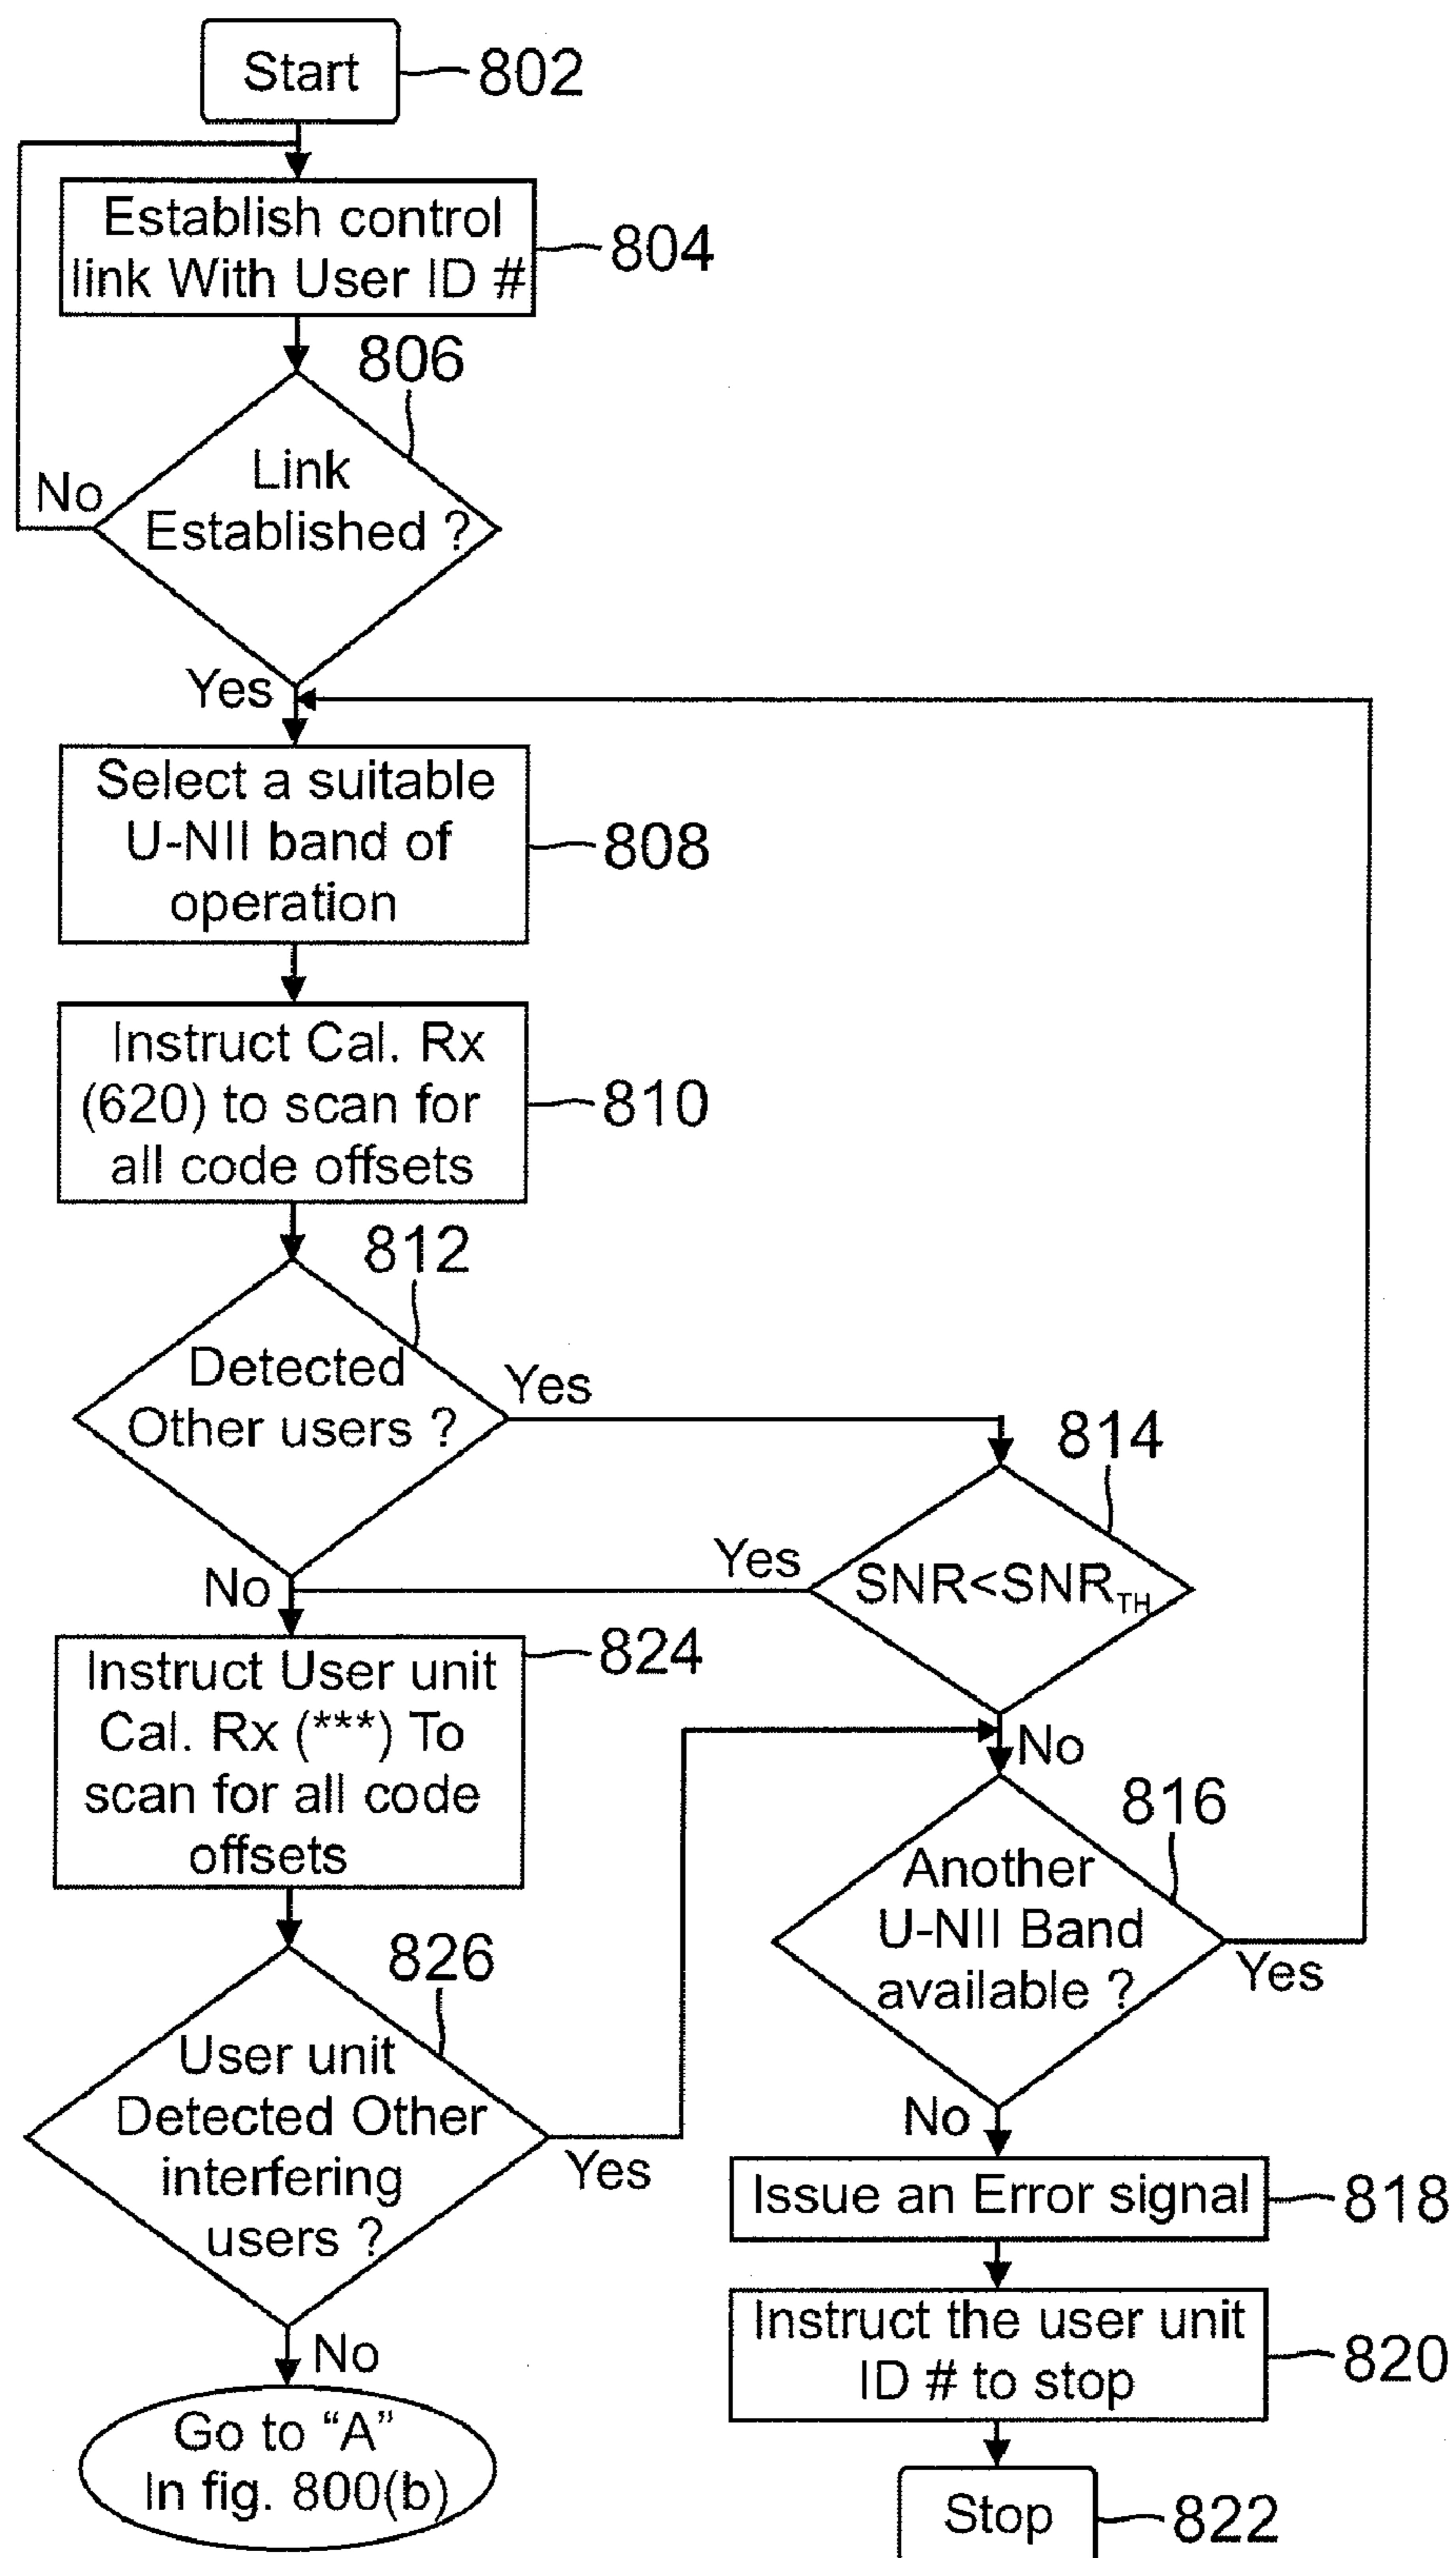 Start
802
Establish control
link With User ID #
804
806
Link
Established ?
No
Yes
Select a suitable
U-NII band of
operation
808
Instruct Cal. Rx
(620) to scan for
all code offsets
810
812
Detected
Other users ?
Yes
No
814
SNR<SNRTH
Yes
No
Instruct User unit
Cal. Rx (***) To
scan for all code
offsets
824
816
Another
U-NII Band
available ?
Yes
No
826
User unit
Detected Other
interfering
users ?
Yes
No
Issue an Error signal
818
Instruct the user unit
ID # to stop
820
Go to “A”
In fig. 800(b)
Stop
822